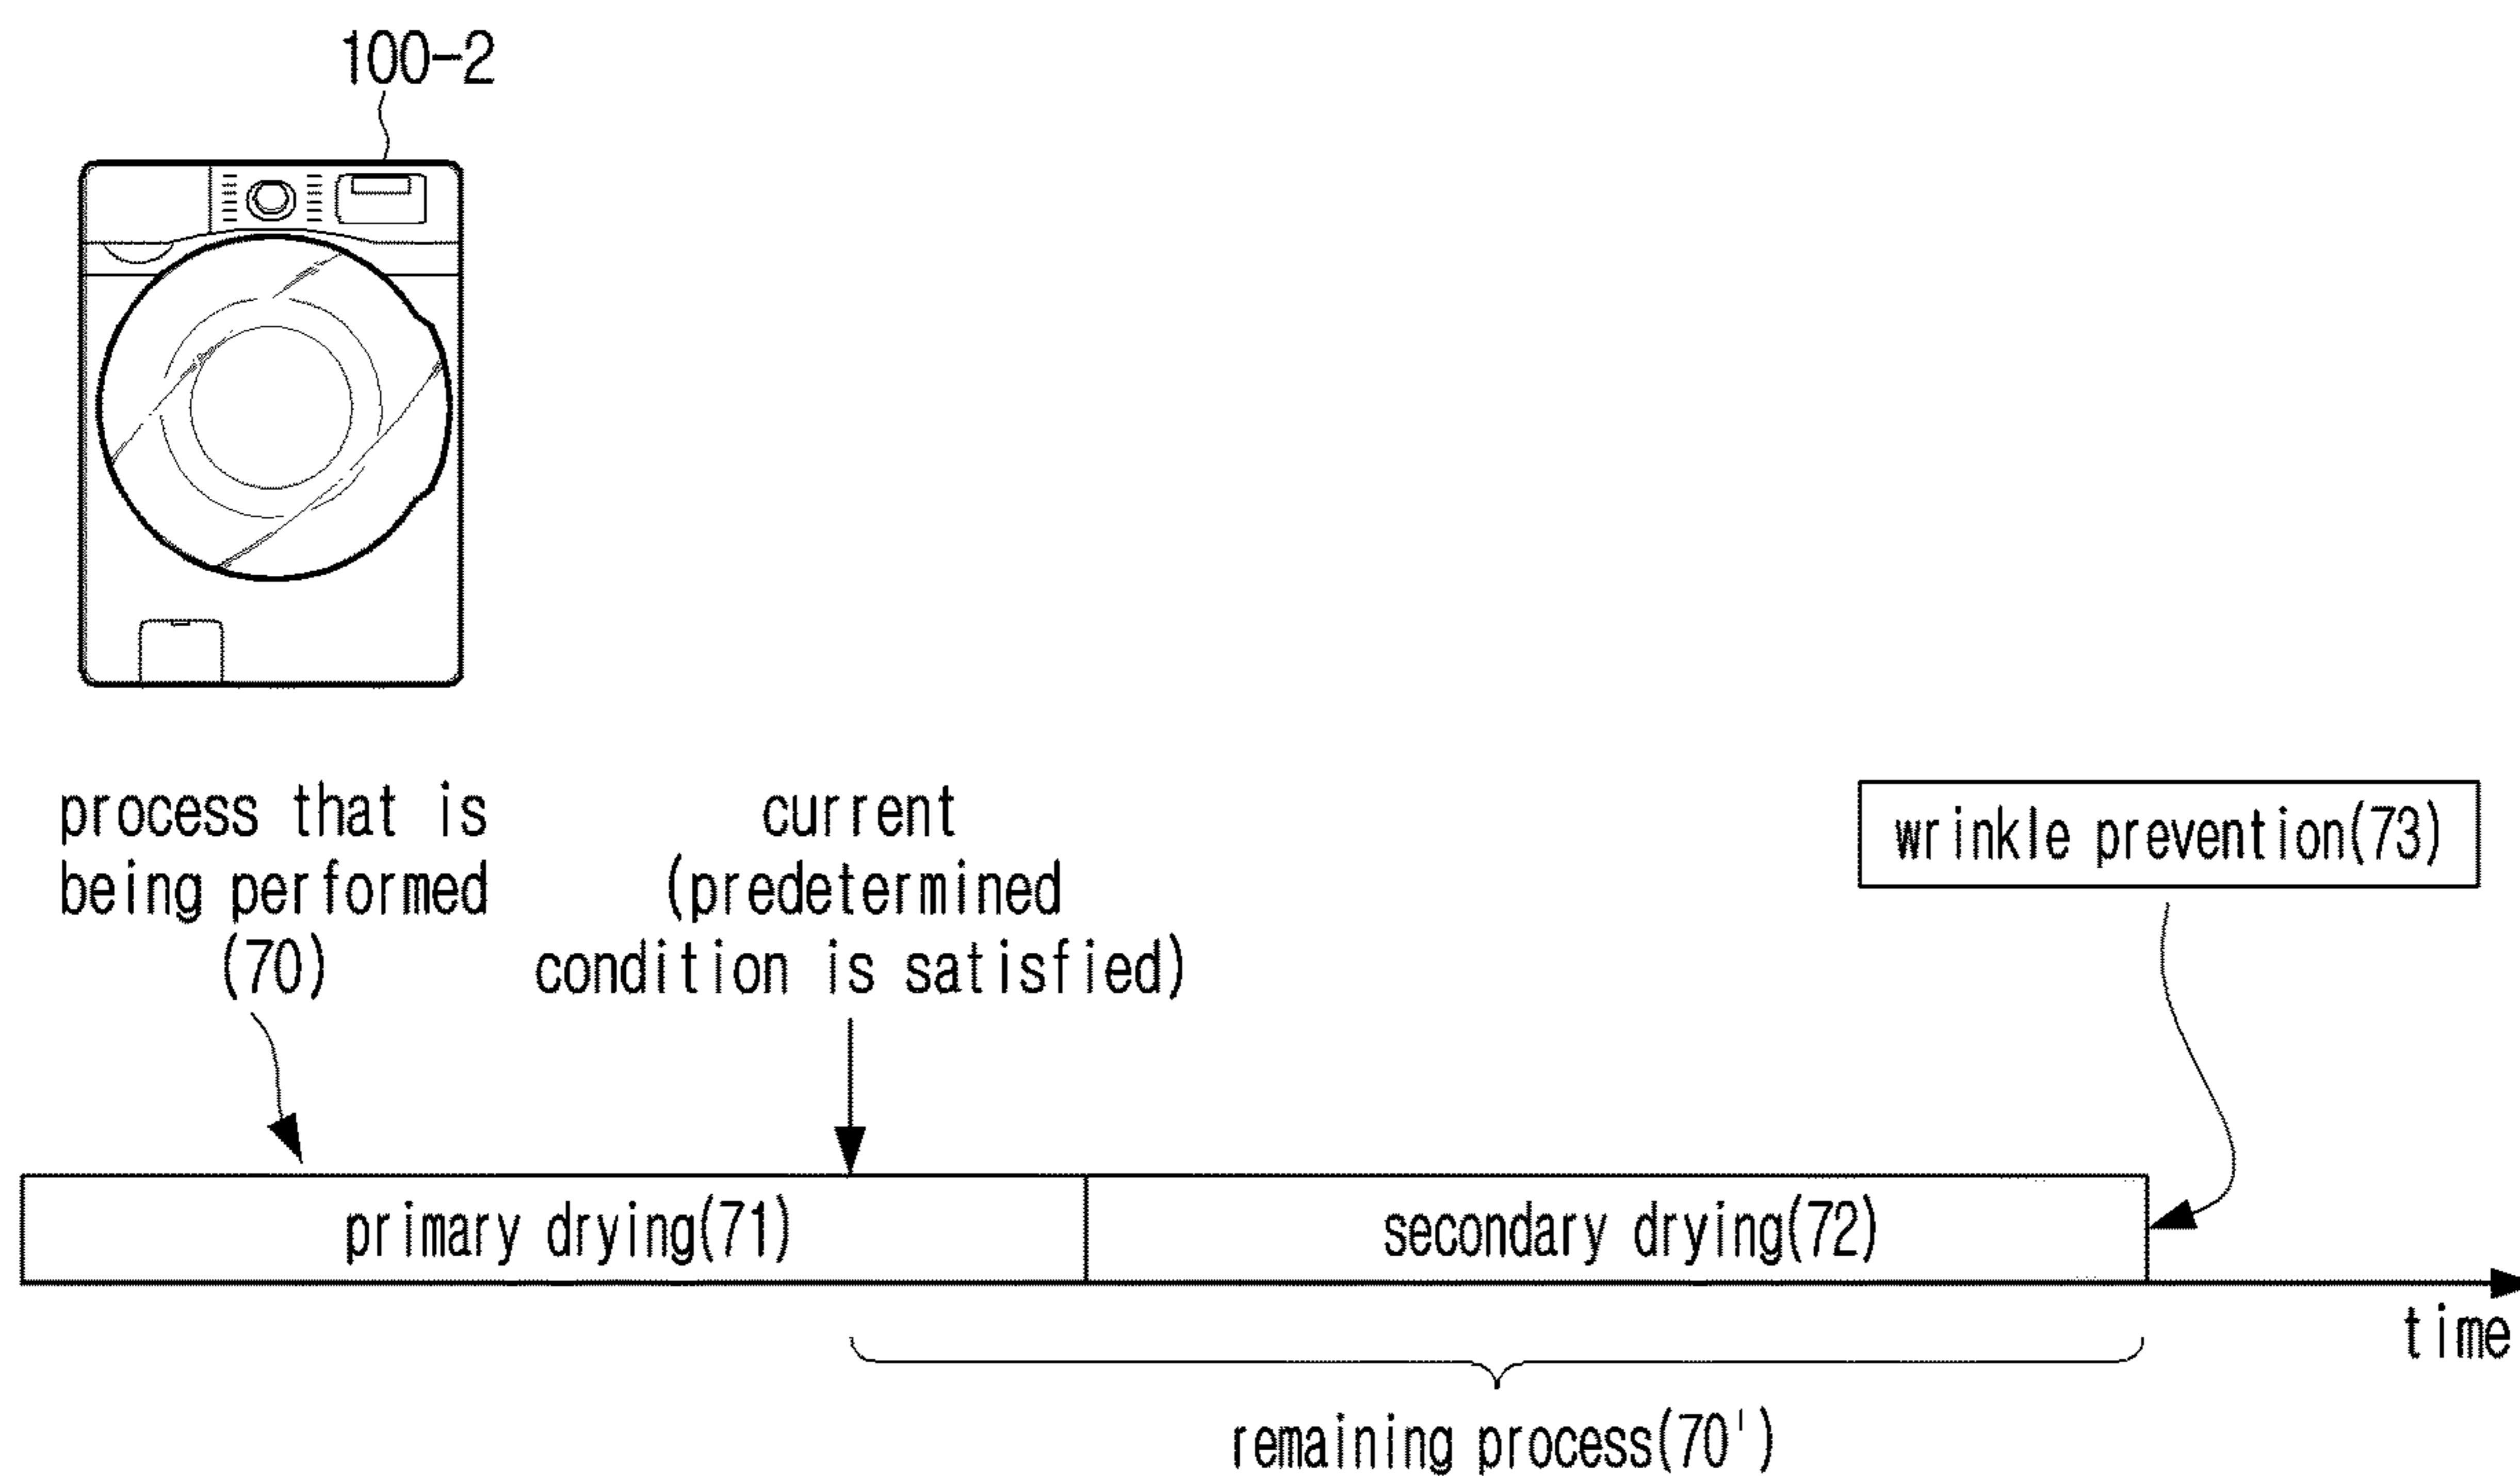 100-2
process that is
being performed
(70)
current
(predetermined
condition is satisfied)
wrinkle prevention(73)
primary drying(71)
secondary drying(72)
time
remaining process(70')